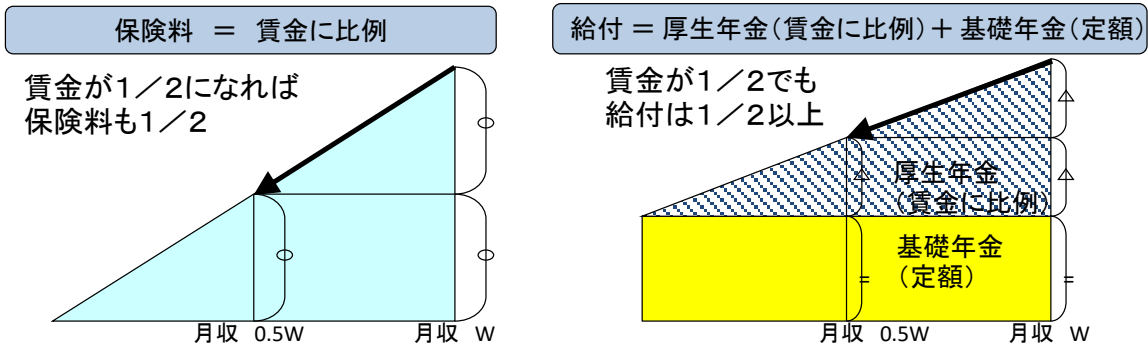 保険料 ＝ 賃金に比例
賃金が１／２になれば
保険料も１／２
月収 0.5W
月収 W
給付 ＝ 厚生年金（賃金に比例）＋ 基礎年金（定額）
賃金が１／２でも
給付は１／２以上
厚生年金
（賃金に比例）
基礎年金
（定額）
月収 0.5W
月収 W